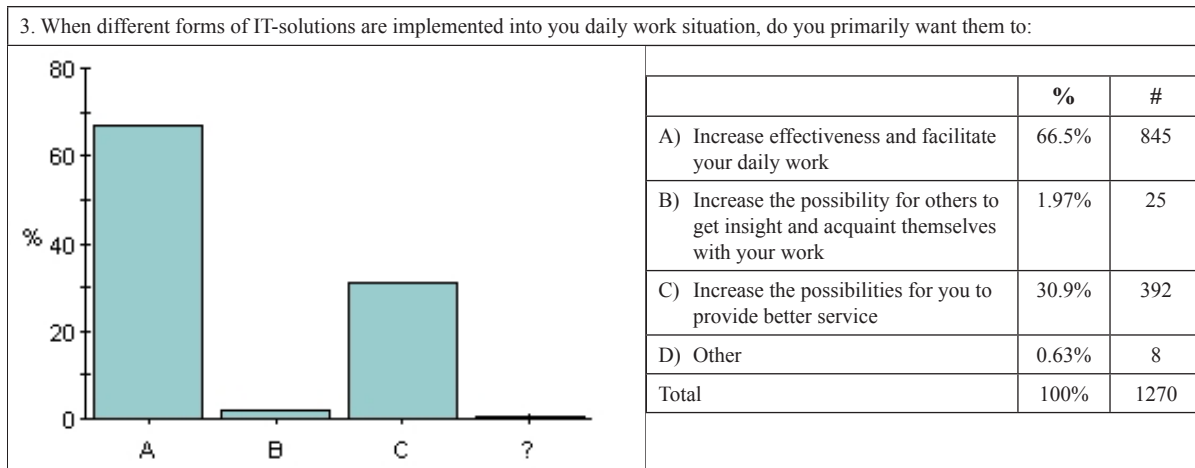 3. When different forms of IT-solutions are implemented into you daily work situation, do you primarily want them to:
80
60
% 40
20
0
A B C ?
% #
A) Increase effectiveness and facilitate 66.5% 845
your daily work
B) Increase the possibility for others to 1.97% 25
get insight and acquaint themselves
with your work
C) Increase the possibilities for you to 30.9% 392
provide better service
D) Other 0.63% 8
Total 100% 1270